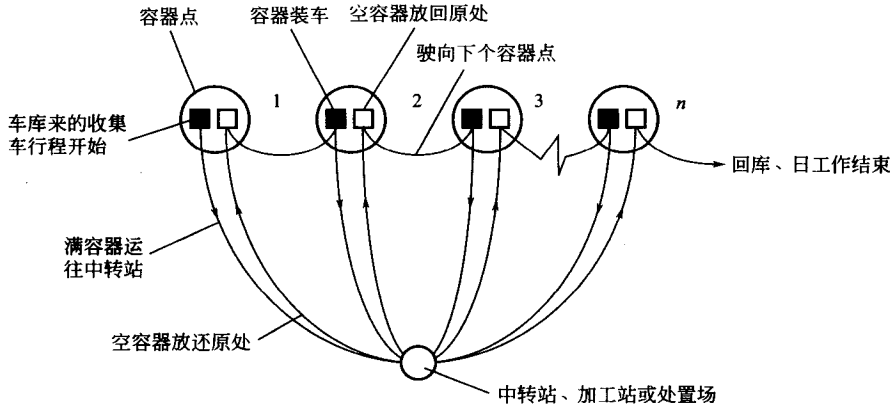 容器点
容器装车
空容器放回原处
驶向下个容器点
1
2
3
n
车库来的收集
车行程开始
回库、日工作结束
满容器运
往中转站
空容器放还原处
中转站、加工站或处置场